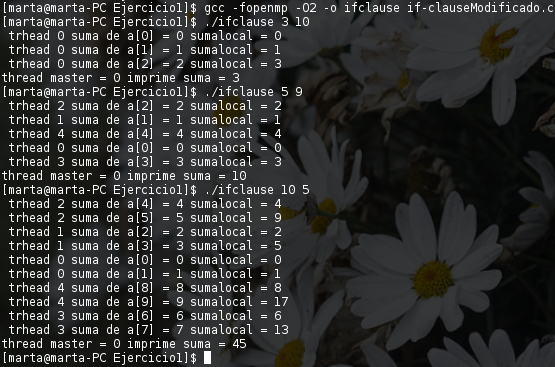 [marta@marta-PC Ejercicio1]$ gcc -fopenmp -O2 -o ifclause if-clauseModificado.c
[marta@marta-PC Ejercicio1]$ ./ifclause 3 10
trhead 0 suma de a[0] = 0 sumalocal = 0
trhead 0 suma de a[1] = 1 sumalocal = 1
trhead 0 suma de a[2] = 2 sumalocal = 3
thread master = 0 imprime suma = 3
[marta@marta-PC Ejercicio1]$ ./ifclause 5 9
trhead 2 suma de a[2] = 2 sumalocal = 2
trhead 1 suma de a[1] = 1 sumalocal = 1
trhead 4 suma de a[4] = 4 sumalocal = 4
trhead 0 suma de a[0] = 0 sumalocal = 0
trhead 3 suma de a[3] = 3 sumalocal = 3
thread master = 0 imprime suma = 10
[marta@marta-PC Ejercicio1]$ ./ifclause 10 5
trhead 2 suma de a[4] = 4 sumalocal = 4
trhead 2 suma de a[5] = 5 sumalocal = 9
trhead 1 suma de a[2] = 2 sumalocal = 2
trhead 1 suma de a[3] = 3 sumalocal = 5
trhead 0 suma de a[0] = 0 sumalocal = 0
trhead 0 suma de a[1] = 1 sumalocal = 1
trhead 4 suma de a[8] = 8 sumalocal = 8
trhead 4 suma de a[9] = 9 sumalocal = 17
trhead 3 suma de a[6] = 6 sumalocal = 6
trhead 3 suma de a[7] = 7 sumalocal = 13
thread master = 0 imprime suma = 45
[marta@marta-PC Ejercicio1]$